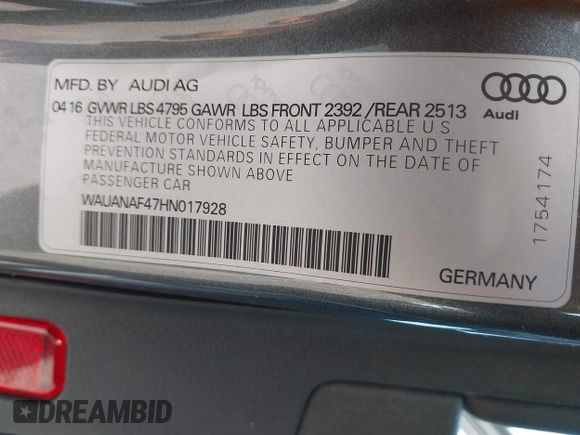 MFD. BY AUDI AG
04 16 GVWR LBS 4795 GAWR LBS FRONT 2392 /REAR 2513
THIS VEHICLE CONFORMS TO ALL APPLICABLE U.S.
FEDERAL MOTOR VEHICLE SAFETY, BUMPER AND THEFT
PREVENTION STANDARDS IN EFFECT ON THE DATE OF
MANUFACTURE SHOWN ABOVE
PASSENGER CAR
WAUANAF47HN017928
Audi
1754174
GERMANY
DREAMBID